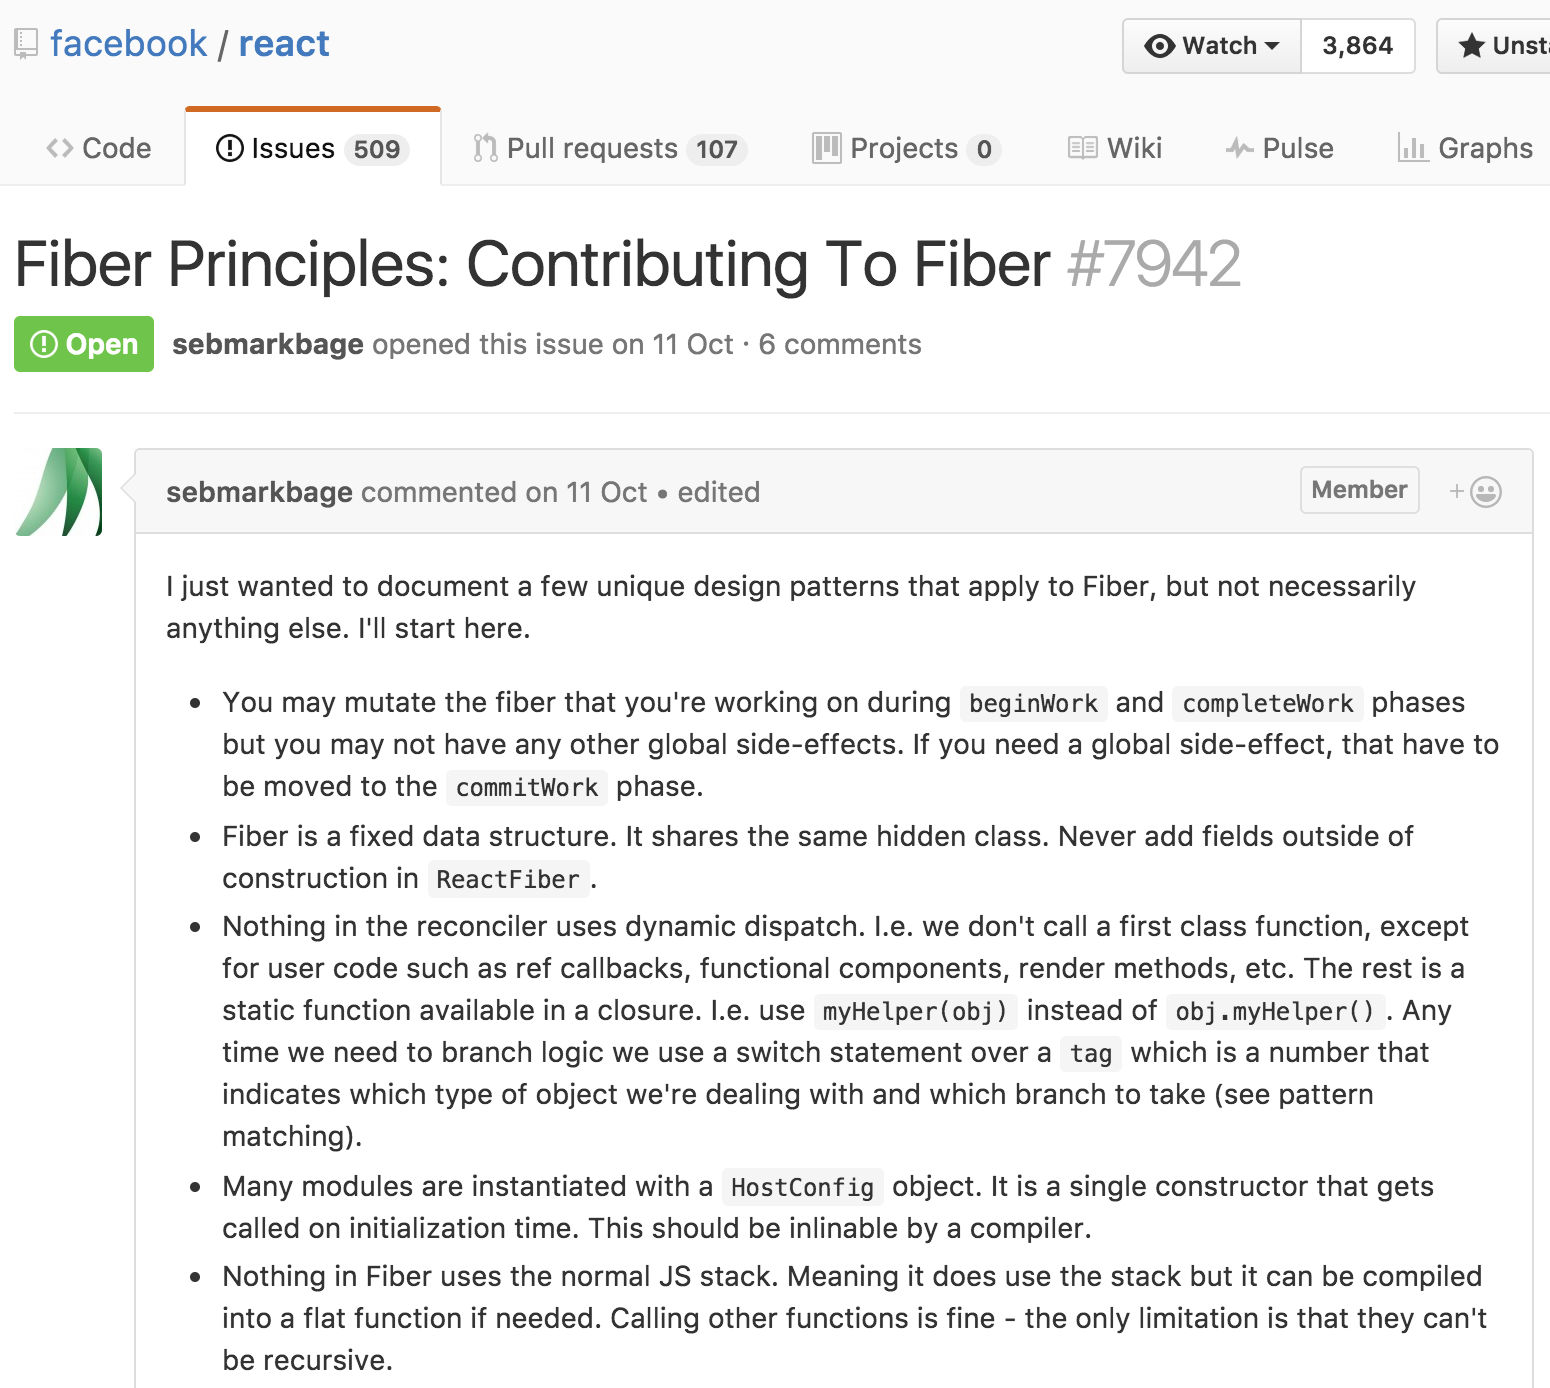 facebook / react
Watch 3,864
Code Issues 509 Pull requests 107 Projects 0 Wiki Pulse Graphs
Fiber Principles: Contributing To Fiber #7942
Open sebmarkbage opened this issue on 11 Oct · 6 comments
sebmarkbage commented on 11 Oct • edited Member +
I just wanted to document a few unique design patterns that apply to Fiber, but not necessarily
anything else. I'll start here.
• You may mutate the fiber that you're working on during beginWork and completeWork phases
but you may not have any other global side-effects. If you need a global side-effect, that have to
be moved to the commitWork phase.
• Fiber is a fixed data structure. It shares the same hidden class. Never add fields outside of
construction in ReactFiber.
• Nothing in the reconciler uses dynamic dispatch. I.e. we don't call a first class function, except
for user code such as ref callbacks, functional components, render methods, etc. The rest is a
static function available in a closure. I.e. use myHelper(obj) instead of obj.myHelper(). Any
time we need to branch logic we use a switch statement over a tag which is a number that
indicates which type of object we're dealing with and which branch to take (see pattern
matching).
• Many modules are instantiated with a HostConfig object. It is a single constructor that gets
called on initialization time. This should be inlinable by a compiler.
• Nothing in Fiber uses the normal JS stack. Meaning it does use the stack but it can be compiled
into a flat function if needed. Calling other functions is fine - the only limitation is that they can't
be recursive.